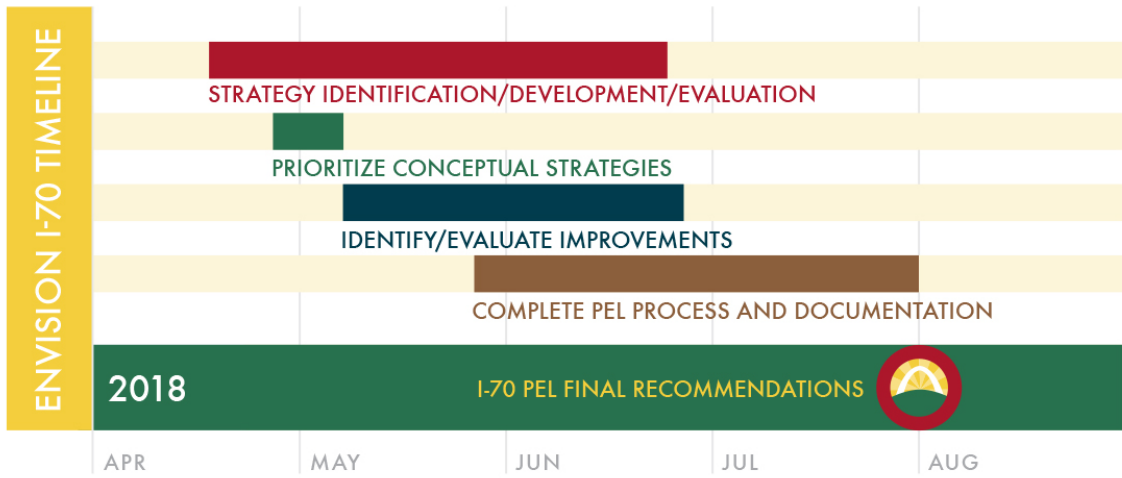 ENVISION I-70 TIMELINE
STRATEGY IDENTIFICATION/DEVELOPMENT/EVALUATION
PRIORITIZE CONCEPTUAL STRATEGIES
IDENTIFY/EVALUATE IMPROVEMENTS
COMPLETE PEL PROCESS AND DOCUMENTATION
2018
I-70 PEL FINAL RECOMMENDATIONS
APR
MAY
JUN
JUL
AUG